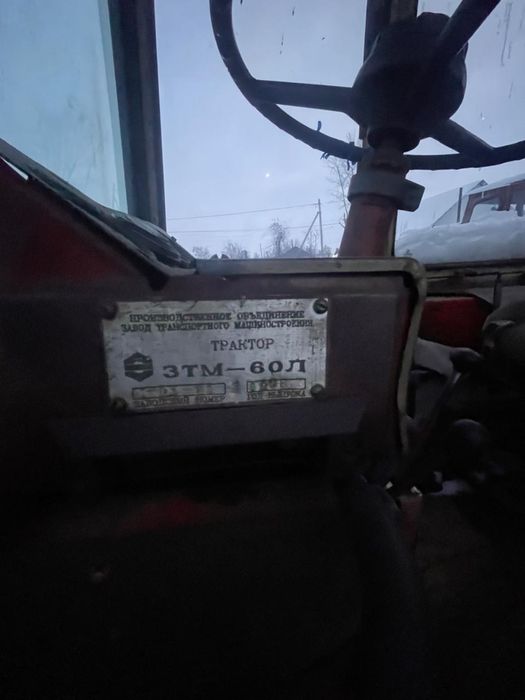 ПРОИЗВОДСТВЕННОЕ ОБЪЕДИНЕНИЕ
ЗАВОД ТРАНСПОРТНОГО МАШИНОСТРОЕНИЯ
ТРАКТОР
ЗТМ-60Л
ЗАВОДСКОЙ НОМЕР ГОД ВЫПУСКА